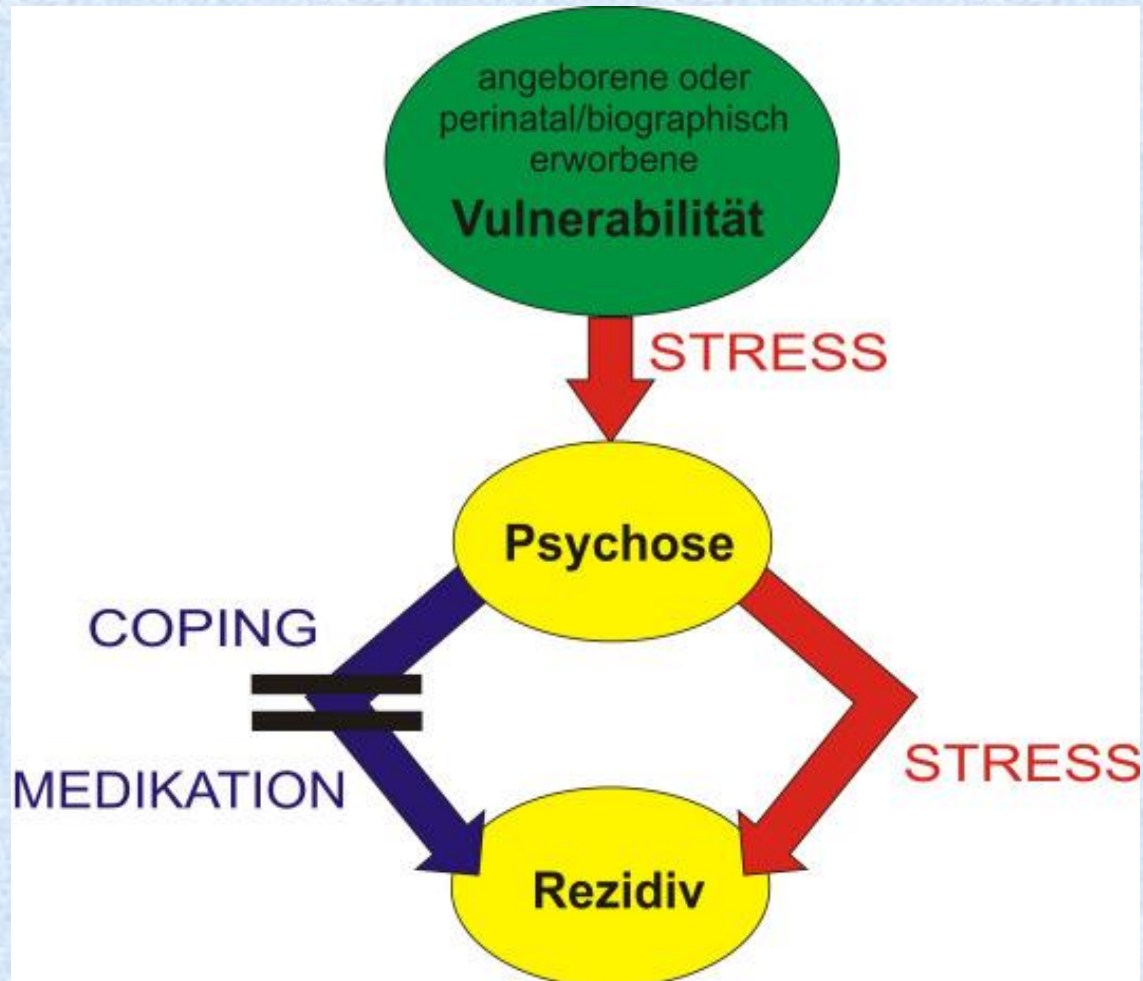 angeborene oder
perinatal/biographisch
erworbene
Vulnerabilität
STRESS
Psychose
COPING
MEDIKATION
STRESS
Rezidiv